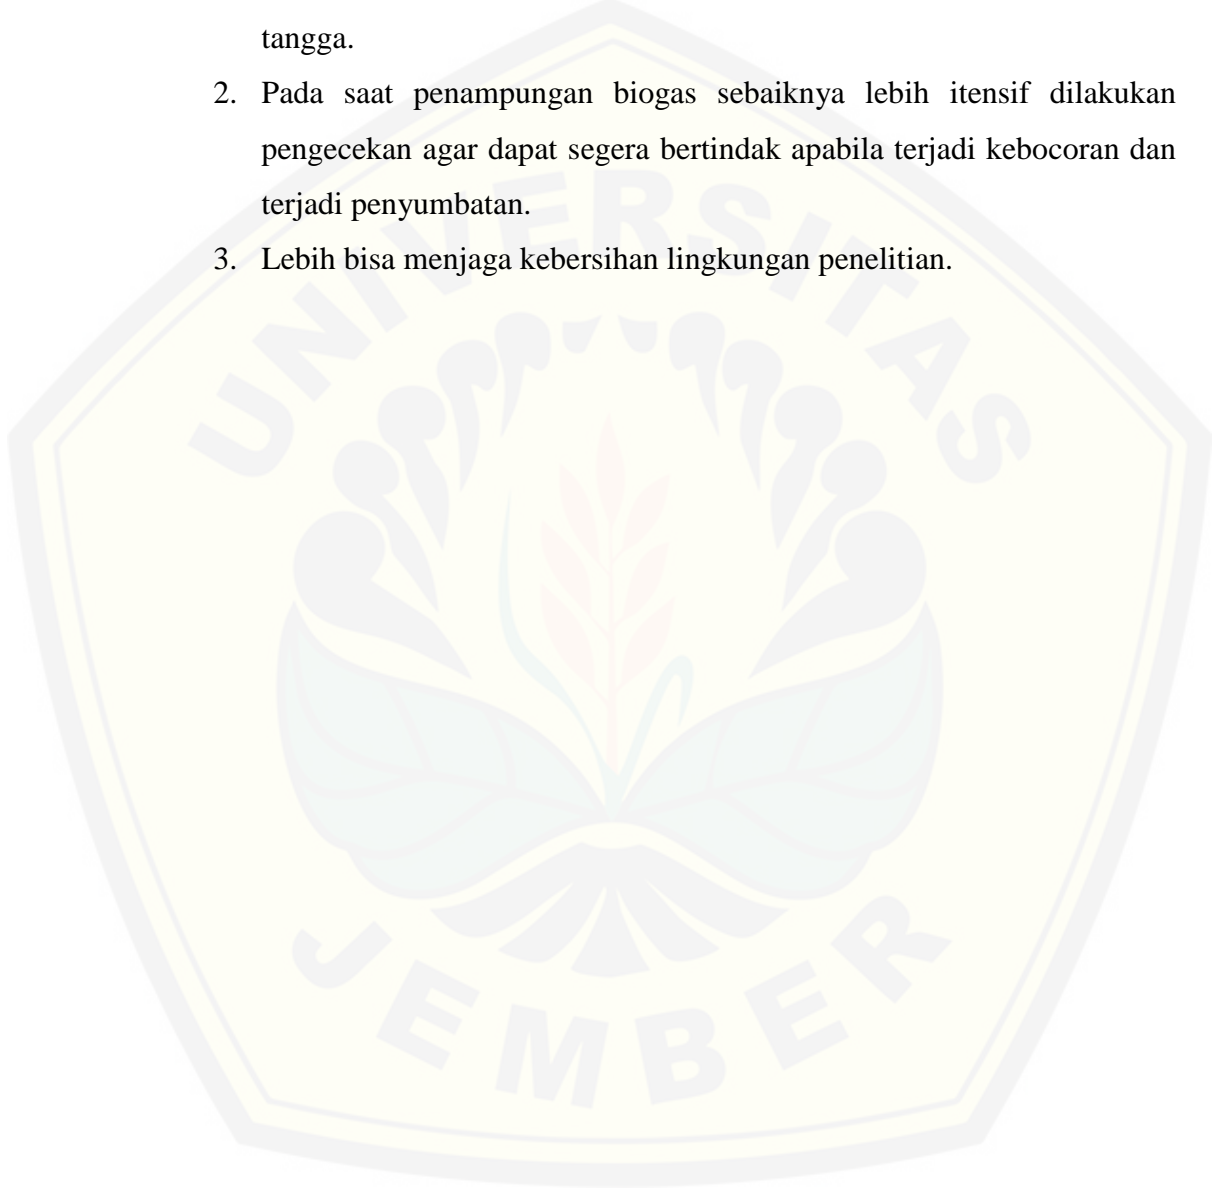 tangga.
2. Pada saat penampungan biogas sebaiknya lebih itensif dilakukan
pengecekan agar dapat segera bertindak apabila terjadi kebocoran dan
terjadi penyumbatan.
3. Lebih bisa menjaga kebersihan lingkungan penelitian.
UNIVERSITAS
JEMBER